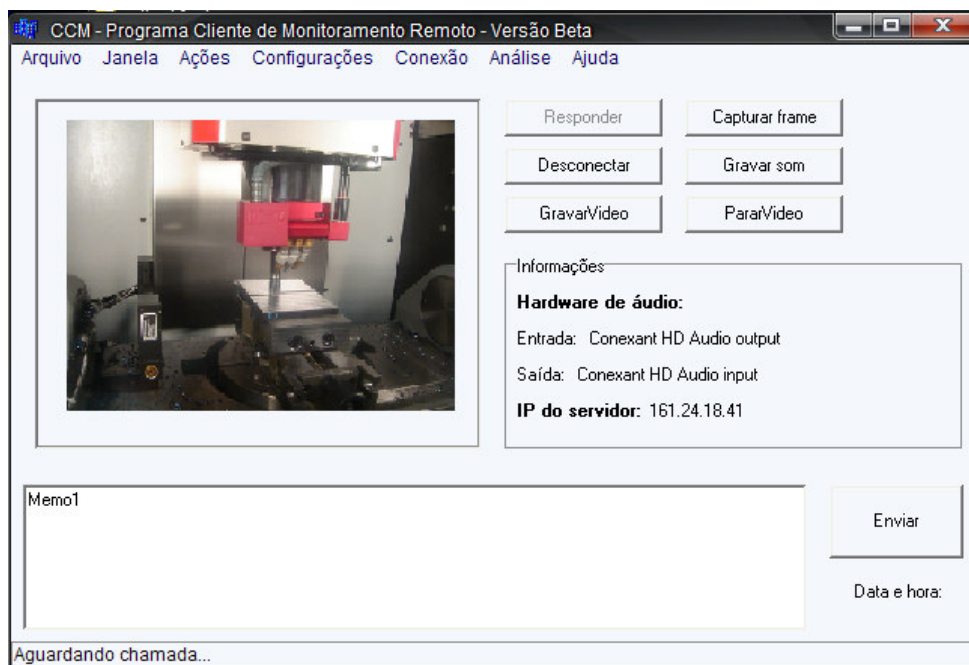 CCM - Programa Cliente de Monitoramento Remoto - Versão Beta
Arquivo Janela Ações Configurações Conexão Análise Ajuda
Responder Capturar frame
Desconectar Gravar som
GravarVideo PararVideo
Informações
Hardware de áudio:
Entrada: Conexant HD Audio output
Saída: Conexant HD Audio input
IP do servidor: 161.24.18.41
Memo1
Enviar
Data e hora:
Aguardando chamada...